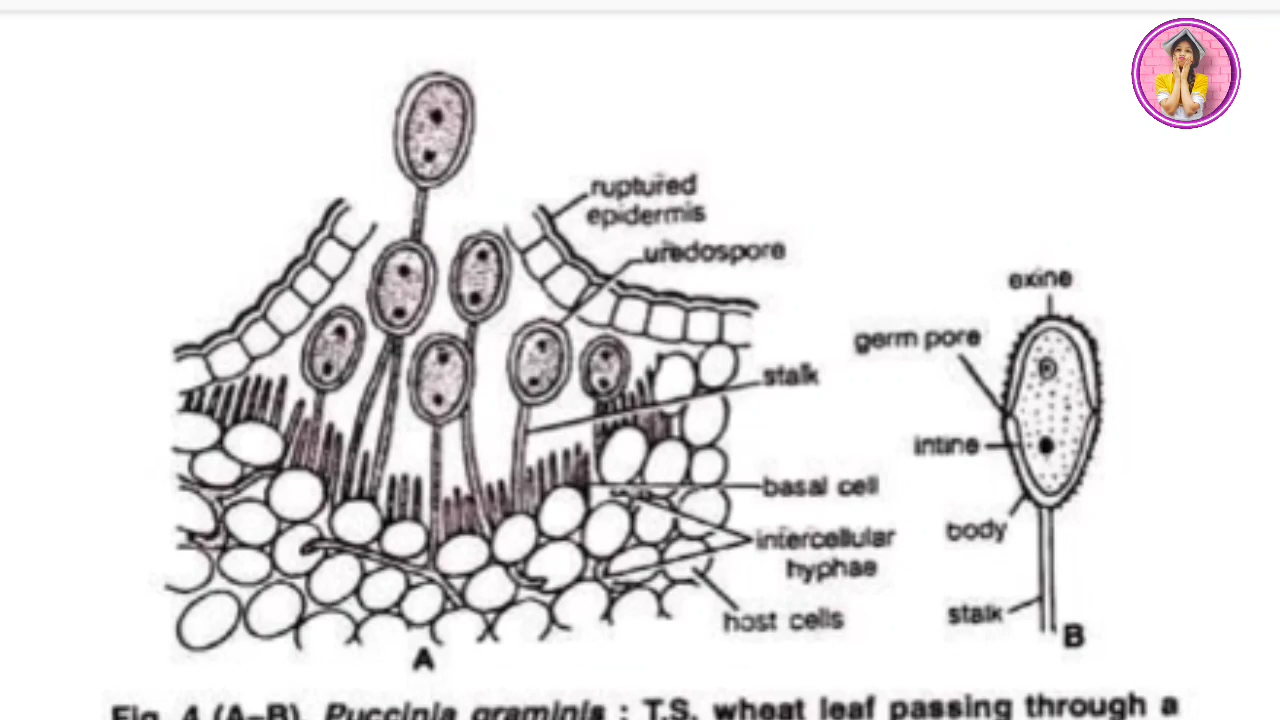 ruptured
epidermis
uredospore
stalk
basal cell
intercellular
hyphae
host cells
A
exine
germ pore
intine
body
stalk
B
Fig. 4 (A–B). Puccinia graminis : T.S. wheat leaf passing through a